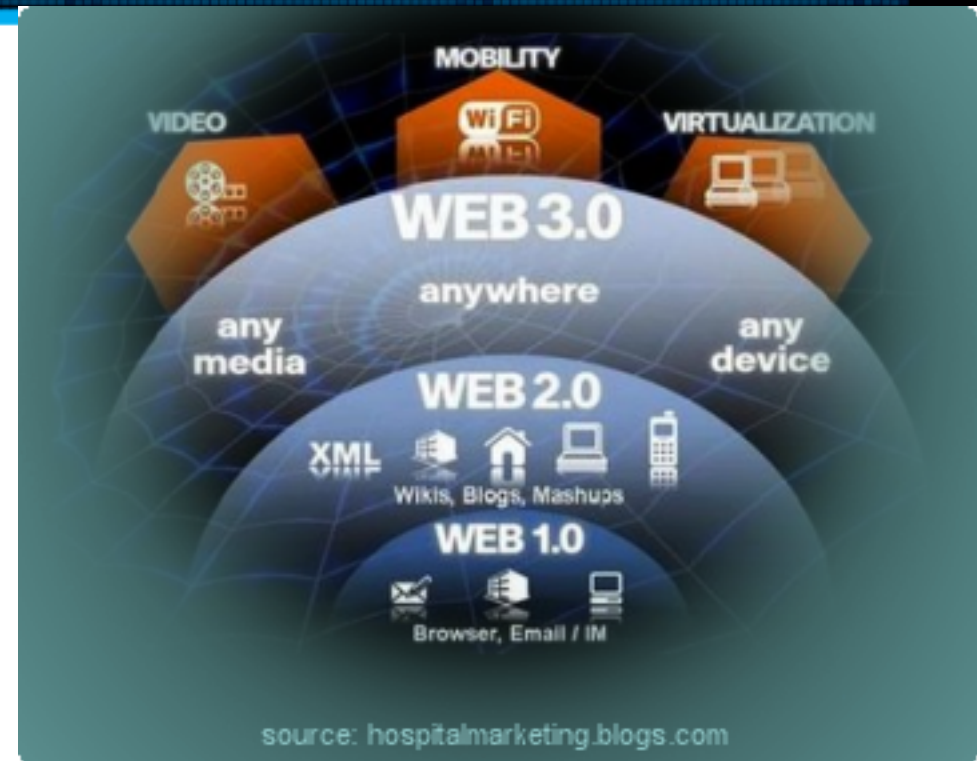 MOBILITY
VIDEO
WiFi
VIRTUALIZATION
WEB 3.0
anywhere
any
media
any
device
WEB 2.0
XML
Wikis, Blogs, Mashups
WEB 1.0
Browser, Email / IM
source: hospitalmarketing.blogs.com